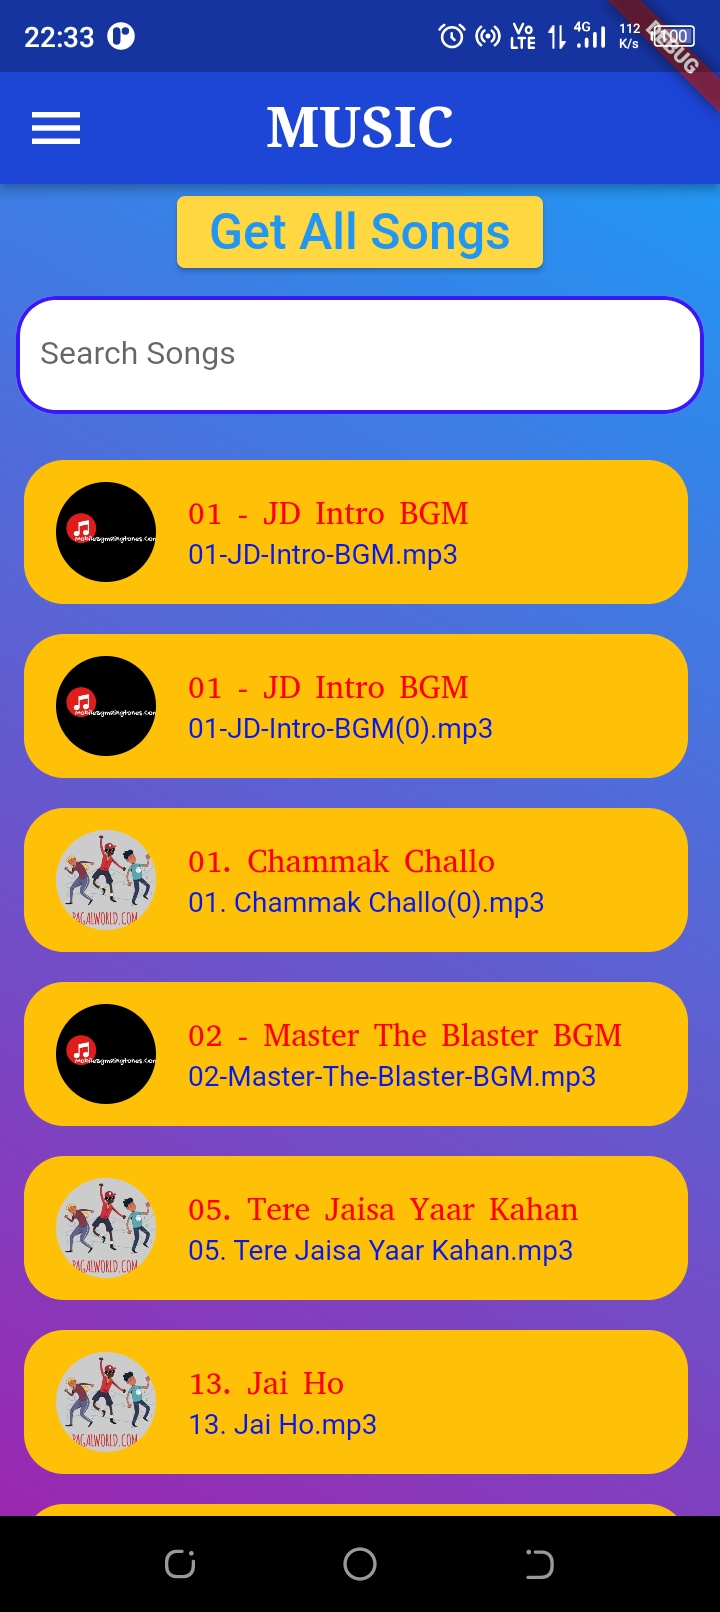 22:33
Vo
LTE
4G
112
K/s
100
DEBUG
MUSIC
Get All Songs
Search Songs
01 - JD Intro BGM
01-JD-Intro-BGM.mp3
01 - JD Intro BGM
01-JD-Intro-BGM(0).mp3
01. Chammak Challo
01. Chammak Challo(0).mp3
PAGALWORLD.COM
02 - Master The Blaster BGM
02-Master-The-Blaster-BGM.mp3
05. Tere Jaisa Yaar Kahan
05. Tere Jaisa Yaar Kahan.mp3
PAGALWORLD.COM
13. Jai Ho
13. Jai Ho.mp3
PAGALWORLD.COM